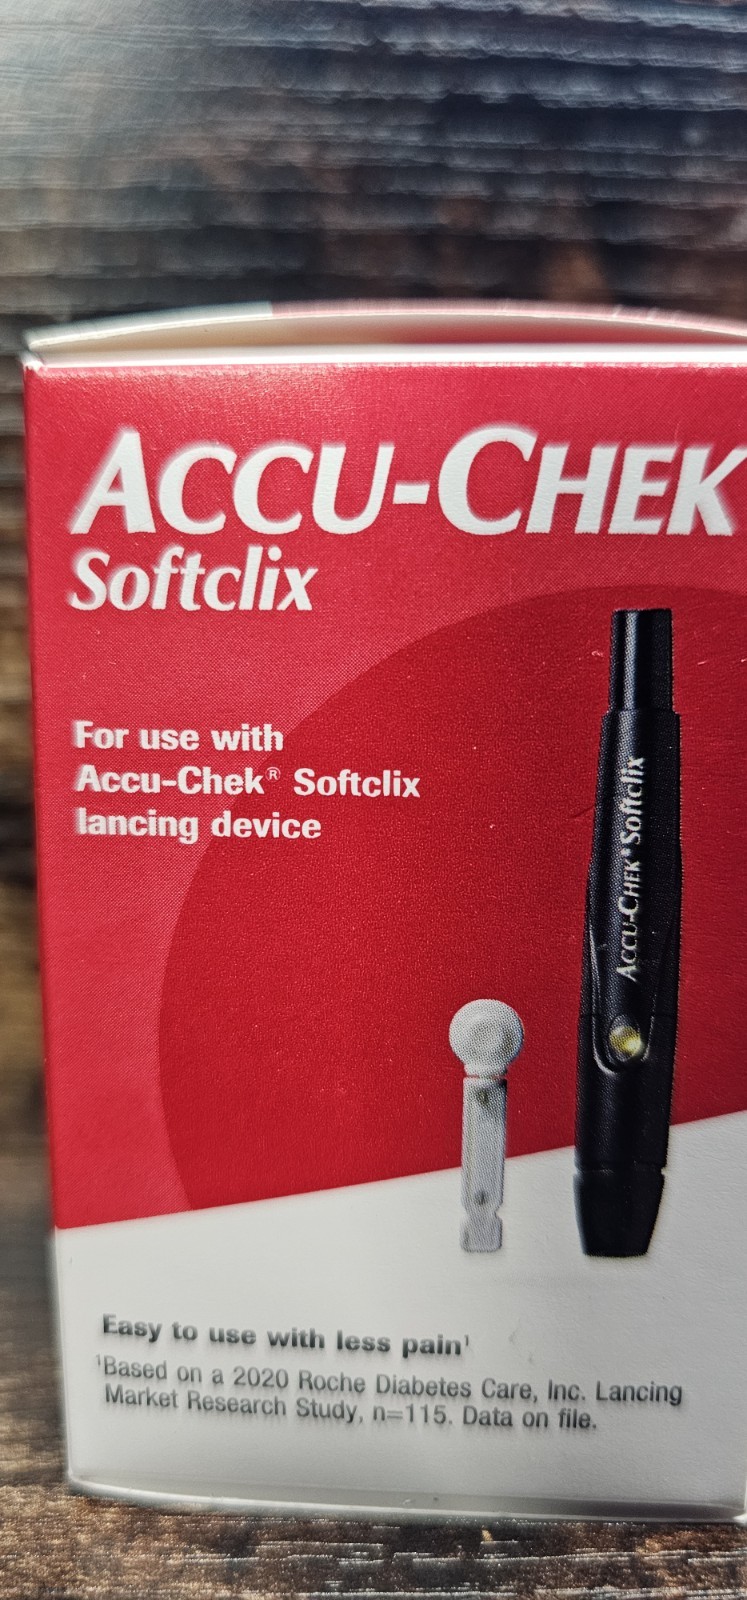 ACCU-CHEK
Softclix
For use with
Accu-Chek® Softclix
lancing device
ACCU-CHEK® Softclix
Easy to use with less pain¹
¹Based on a 2020 Roche Diabetes Care, Inc. Lancing
Market Research Study, n=115. Data on file.